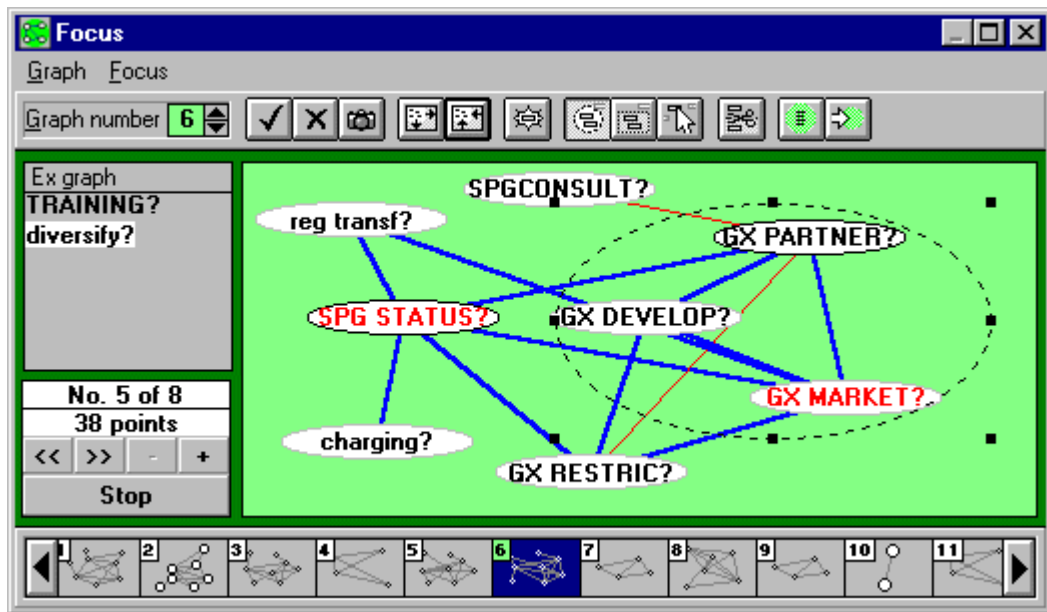 Focus
Graph Focus
Graph number 6
Ex graph
TRAINING?
diversify?
SPGCONSULT?
reg transf?
GX PARTNER?
SPG STATUS?
GX DEVELOP?
GX MARKET?
charging?
GX RESTRIC?
No. 5 of 8
38 points
<< >> - +
Stop
1 2 3 4 5 6 7 8 9 10 11